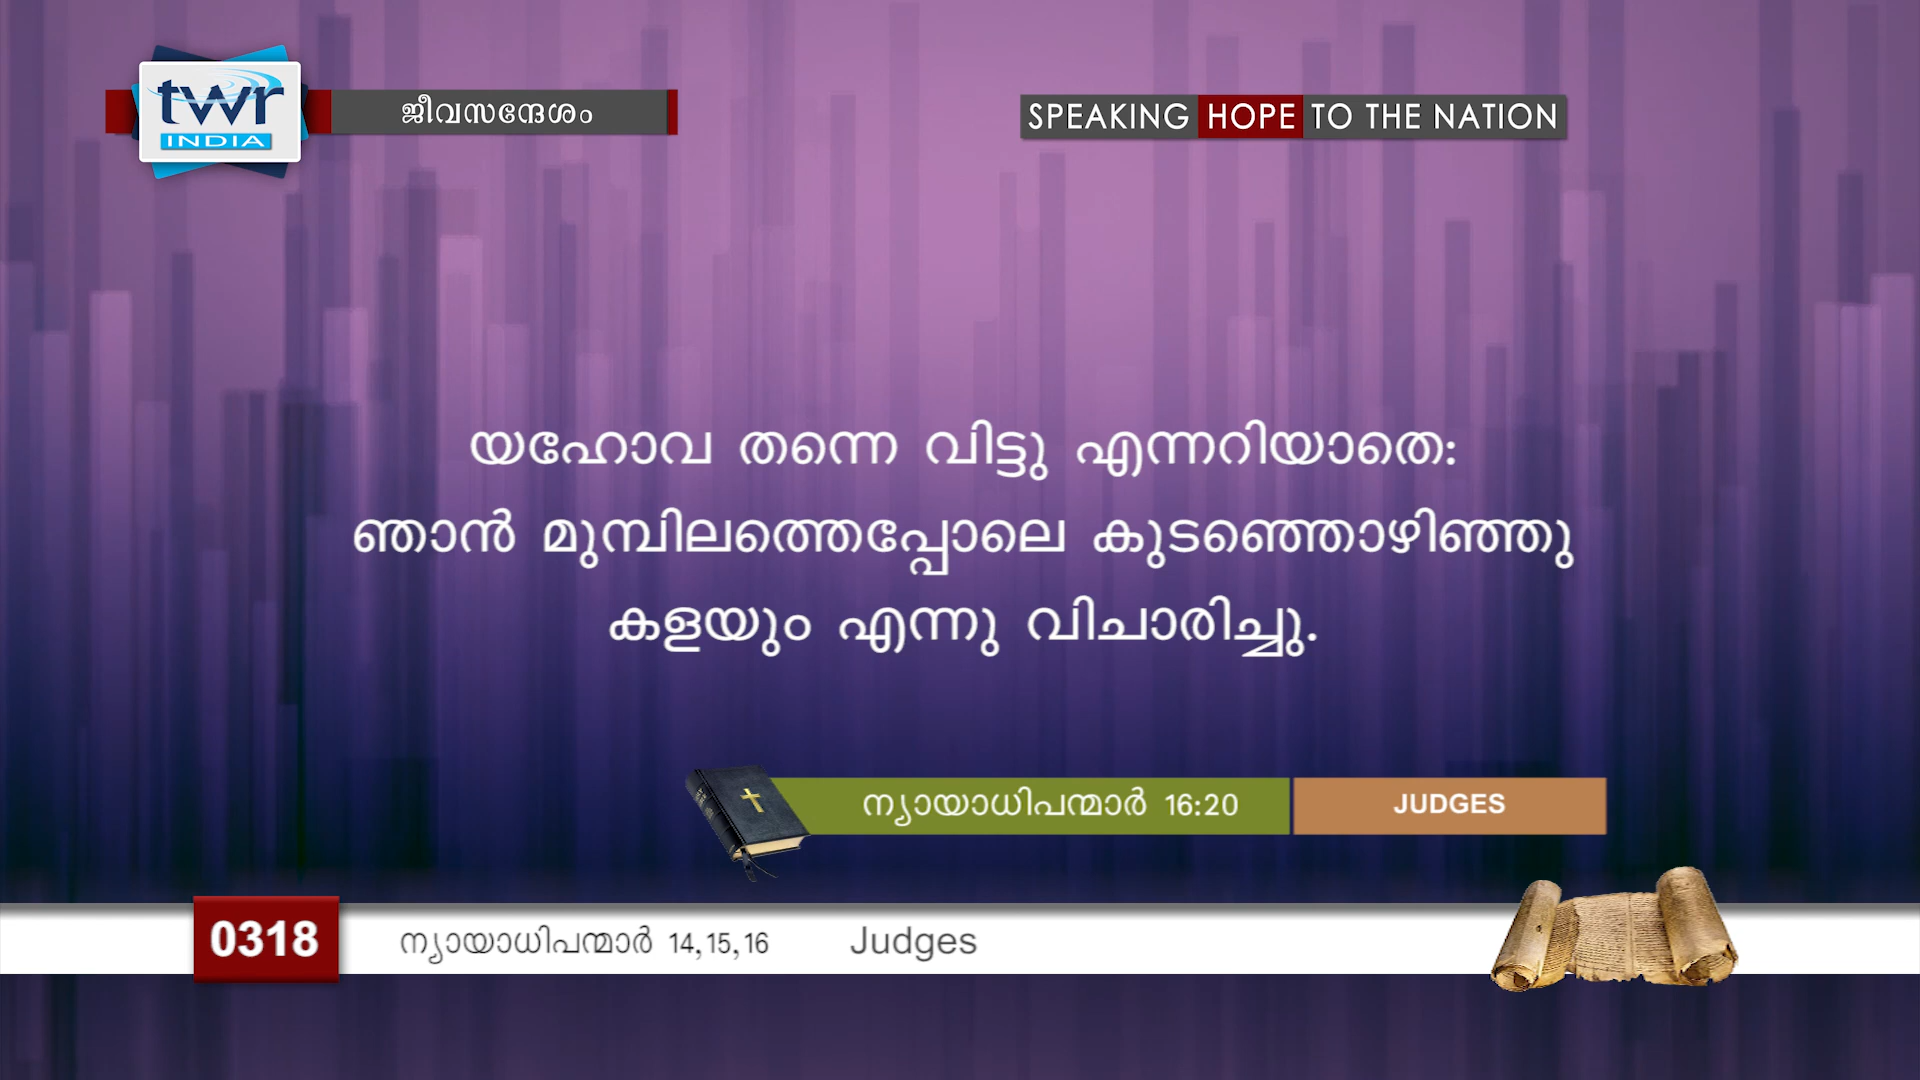 twr
INDIA
ജീവസന്ദേശം
SPEAKING HOPE TO THE NATION
യഹോവ തന്നെ വിട്ടു എന്നറിയാതെ:
ഞാൻ മുമ്പിലത്തെപ്പോലെ കുടഞ്ഞൊഴിഞ്ഞു
കളയും എന്നു വിചാരിച്ചു.
ന്യായാധിപന്മാർ 16:20
JUDGES
0318
ന്യായാധിപന്മാർ 14,15,16
Judges